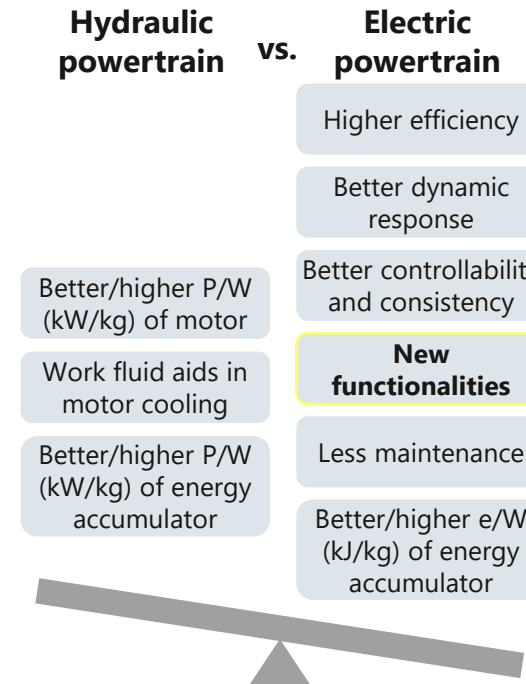 Hydraulic
powertrain
vs.
Electric
powertrain
Better/higher P/W
(kW/kg) of motor
Work fluid aids in
motor cooling
Better/higher P/W
(kW/kg) of energy
accumulator
Higher efficiency
Better dynamic
response
Better controllabilit
and consistency
New
functionalities
Less maintenance
Better/higher e/W
(kJ/kg) of energy
accumulator